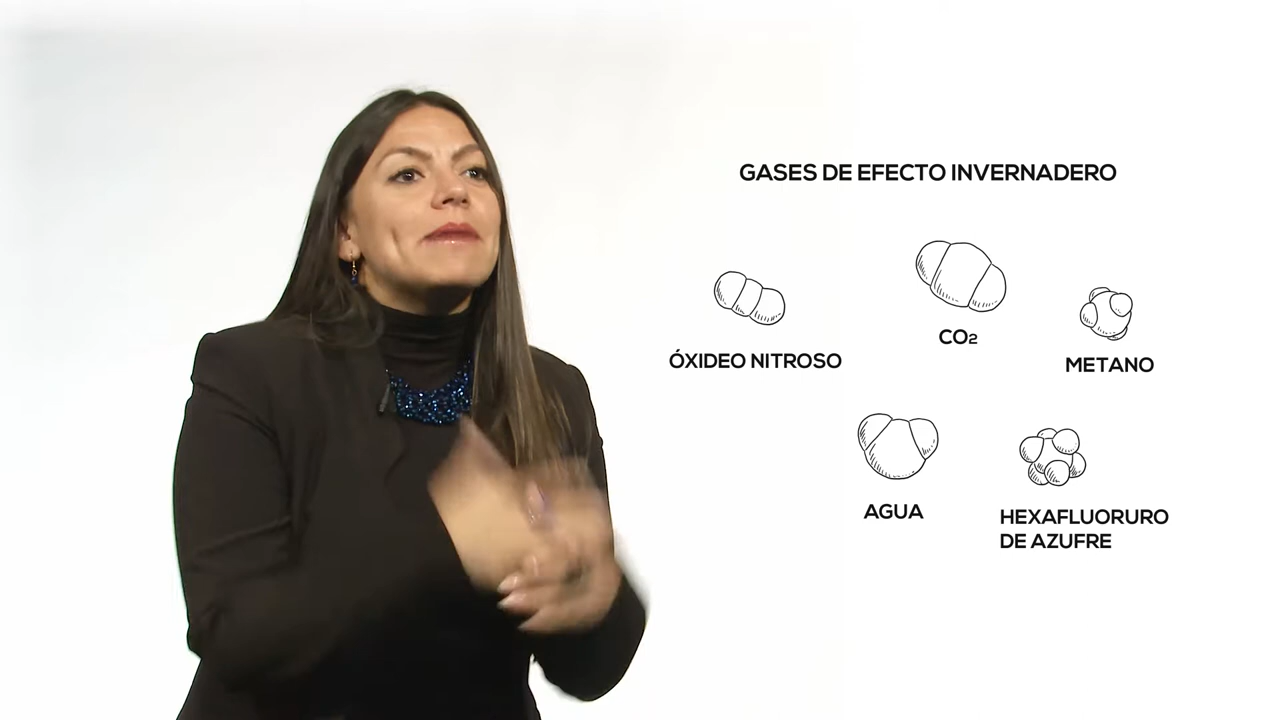 GASES DE EFECTO INVERNADERO
ÓXIDEO NITROSO
CO₂
METANO
AGUA
HEXAFLUORURO
DE AZUFRE